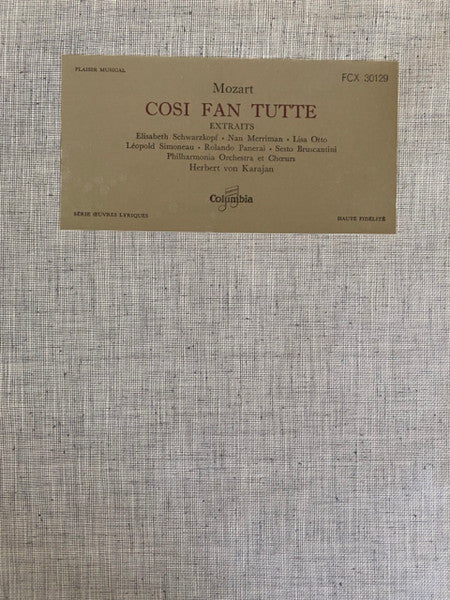 PLAISIR MUSICAL
FCX 30129
Mozart
COSI FAN TUTTE
EXTRAITS
Elisabeth Schwarzkopf • Nan Merriman • Lisa Otto
Léopold Simoneau • Rolando Panerai • Sesto Bruscantini
Philharmonia Orchestra et Chœurs
Herbert von Karajan
Columbia
SÉRIE ŒUVRES LYRIQUES
HAUTE FIDÉLITÉ